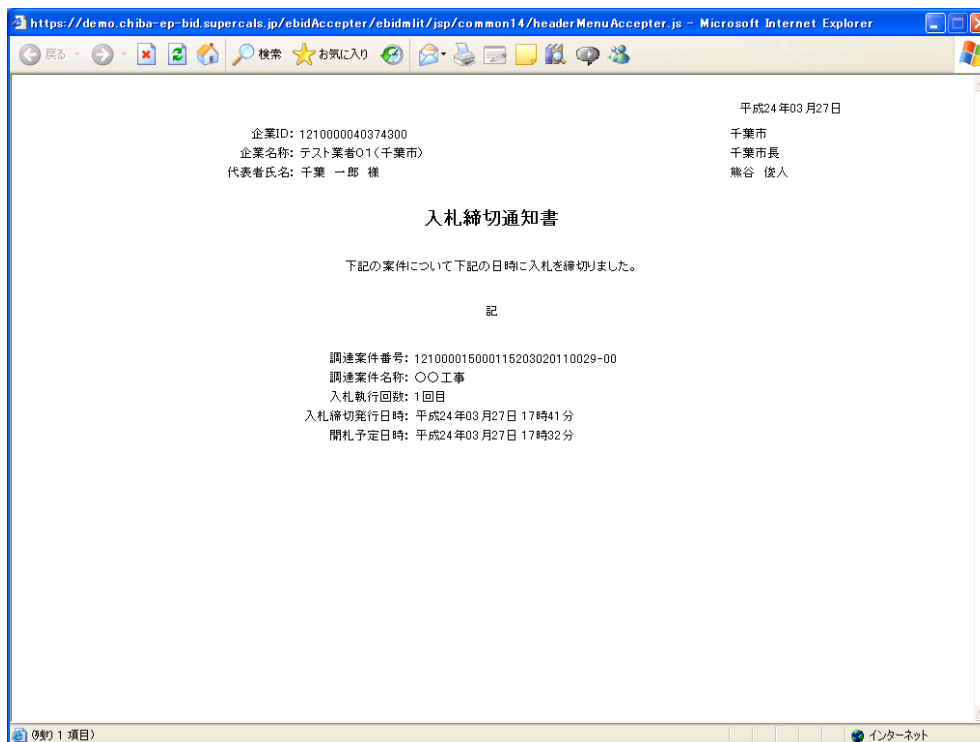 https://demo.chiba-ep-bid.supercals.jp/ebidAccepter/ebidmlit/jsp/common14/headerMenuAccepter.js - Microsoft Internet Explorer
戻る 検索 お気に入り
平成24年03月27日
企業ID: 1210000040374300 千葉市
企業名称: テスト業者01(千葉市) 千葉市長
代表者氏名: 千葉 一郎 様 熊谷 俊人
入札締切通知書
下記の案件について下記の日時に入札を締切りました。
記
調達案件番号: 1210000150001152030201​10029-00
調達案件名称: 〇〇工事
入札執行回数: 1回目
入札締切発行日時: 平成24年03月27日 17時41分
開札予定日時: 平成24年03月27日 17時32分
(残り 1 項目) インターネット